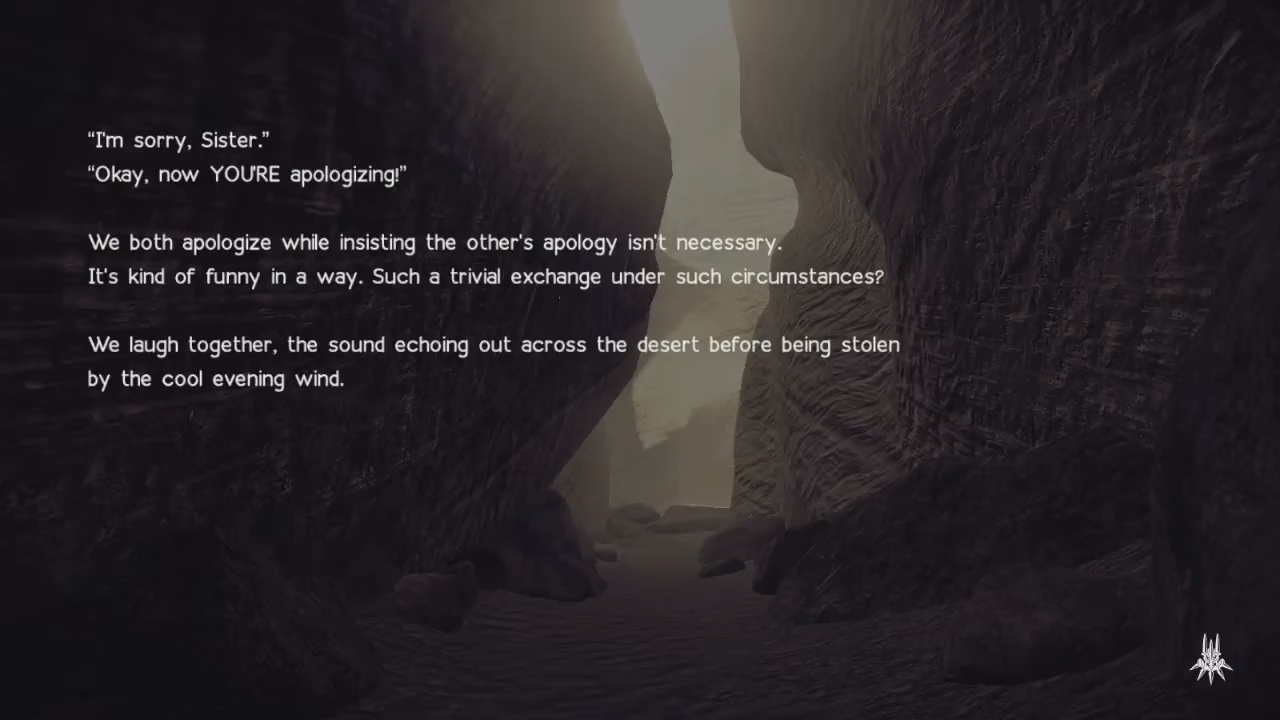 “I'm sorry, Sister.”
“Okay, now YOU'RE apologizing!”
We both apologize while insisting the other's apology isn't necessary.
It's kind of funny in a way. Such a trivial exchange under such circumstances?
We laugh together, the sound echoing out across the desert before being stolen
by the cool evening wind.